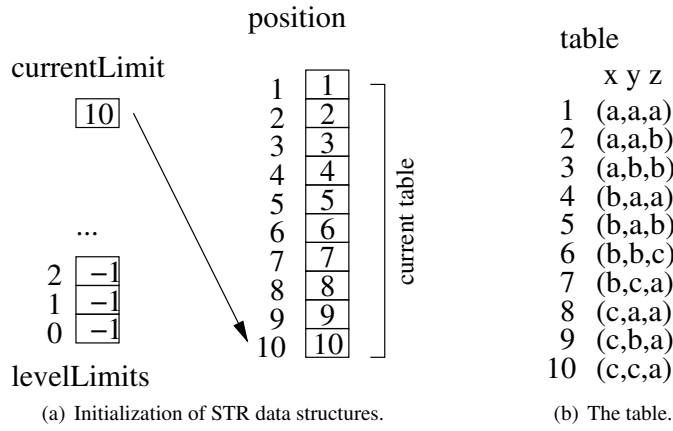 position
currentLimit
10
1 1
2 2
3 3
4 4
5 5
6 6
7 7
8 8
9 9
10 10
current table
...
2 −1
1 −1
0 −1
levelLimits
(a) Initialization of STR data structures.
table
x y z
1 (a,a,a)
2 (a,a,b)
3 (a,b,b)
4 (b,a,a)
5 (b,a,b)
6 (b,b,c)
7 (b,c,a)
8 (c,a,a)
9 (c,b,a)
10 (c,c,a)
(b) The table.